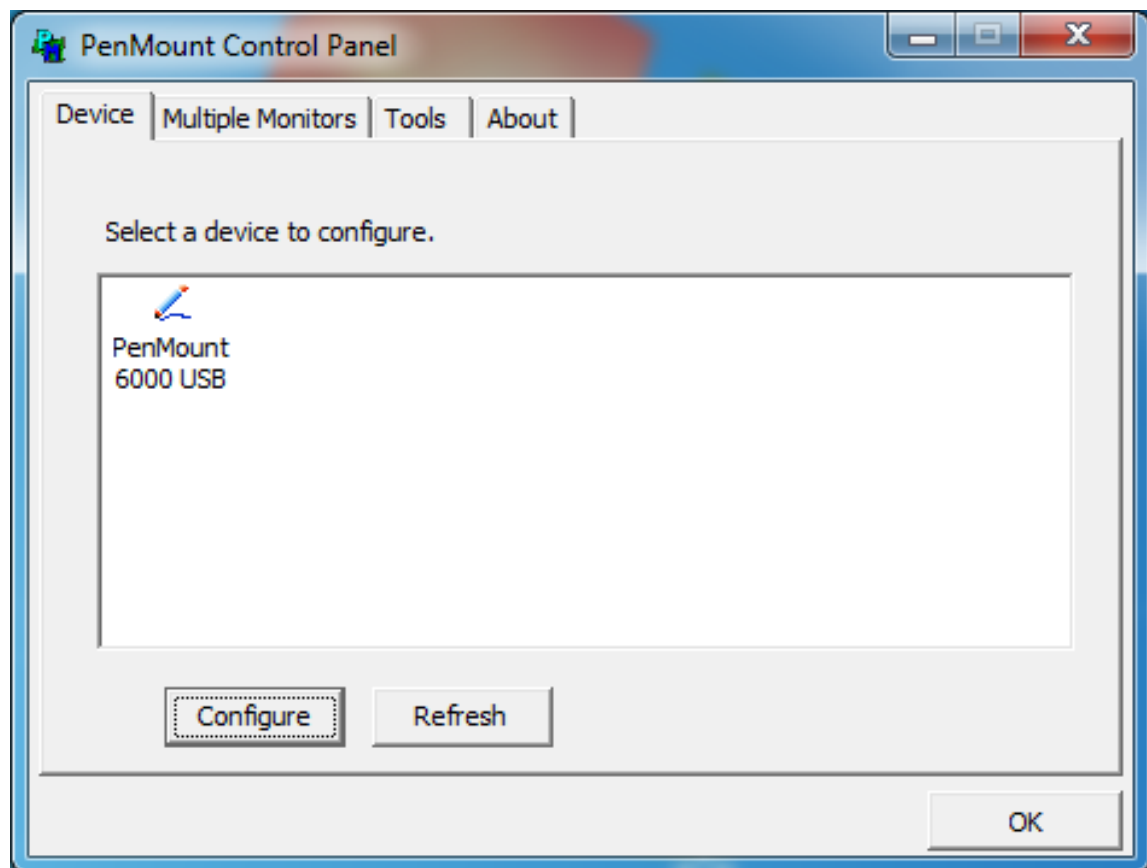 PenMount Control Panel
Device Multiple Monitors Tools About
Select a device to configure.
PenMount
6000 USB
Configure Refresh
OK